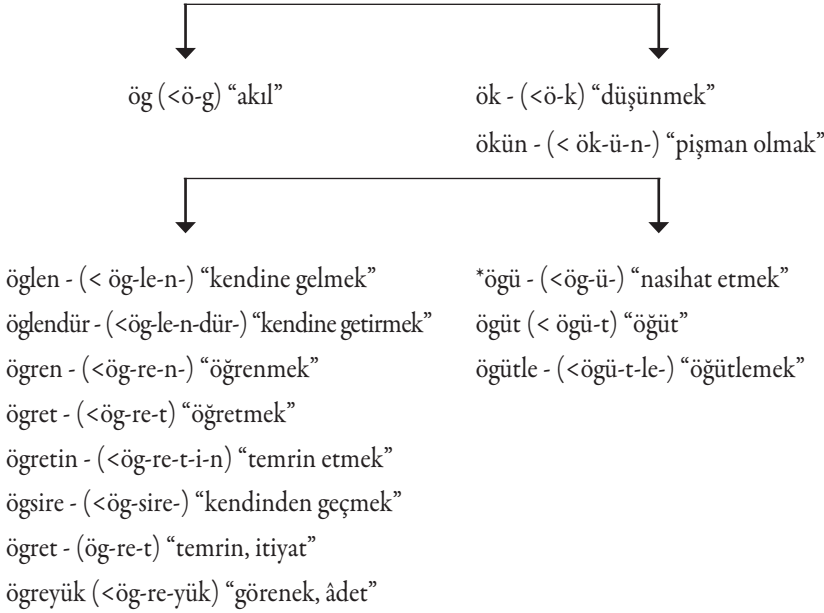 ög (<ö-g) “akıl”
ök - (<ö-k) “düşünmek”
ökün - (< ök-ü-n-) “pişman olmak”
öglen - (< ög-le-n-) “kendine gelmek”
öglendür - (<ög-le-n-dür-) “kendine getirmek”
ögren - (<ög-re-n-) “öğrenmek”
ögret - (<ög-re-t) “öğretmek”
ögretin - (<ög-re-t-i-n) “temrin etmek”
ögsire - (<ög-sire-) “kendinden geçmek”
ögret - (ög-re-t) “temrin, itiyat”
ögreyük (<ög-re-yük) “görenek, âdet”
*ögü - (<ög-ü-) “nasihat etmek”
ögüt (< ögü-t) “öğüt”
ögütle - (<ögü-t-le-) “öğütlemek”